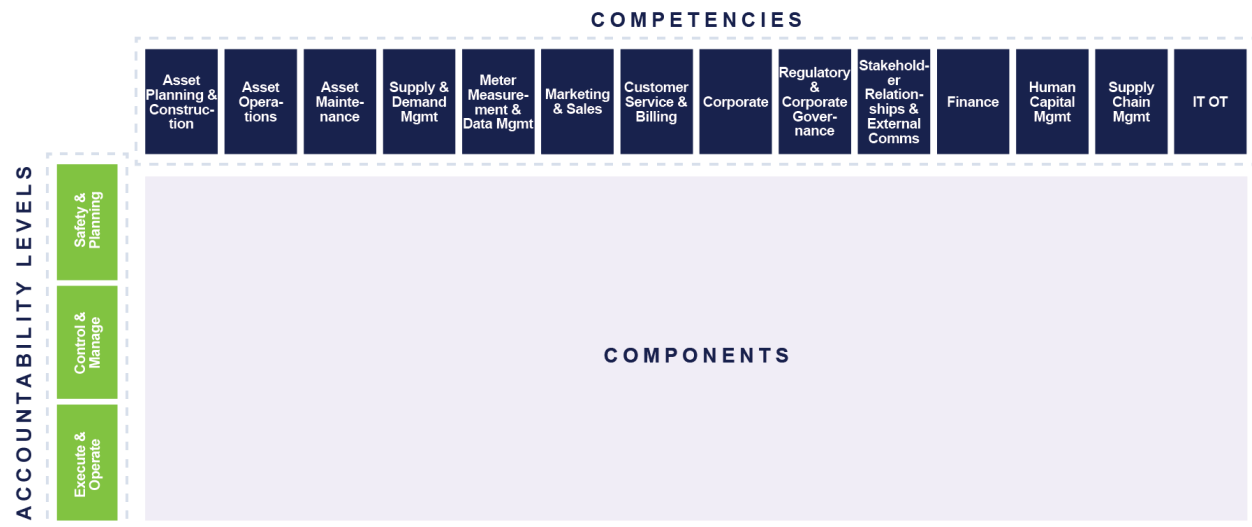 COMPETENCIES
Asset
Planning &
Construc-
tion
Asset
Opera-
tions
Asset
Mainte-
nance
Supply &
Demand
Mgmt
Meter
Measure-
ment &
Data Mgmt
Marketing
& Sales
Customer
Service &
Billing
Corporate
Regulatory
&
Corporate
Gover-
nance
Stakehold-
er
Relation-
ships &
External
Comms
Finance
Human
Capital
Mgmt
Supply
Chain
Mgmt
IT OT
ACCOUNTABILITY LEVELS
Safety &
Planning
Control &
Manage
Execute &
Operate
COMPONENTS